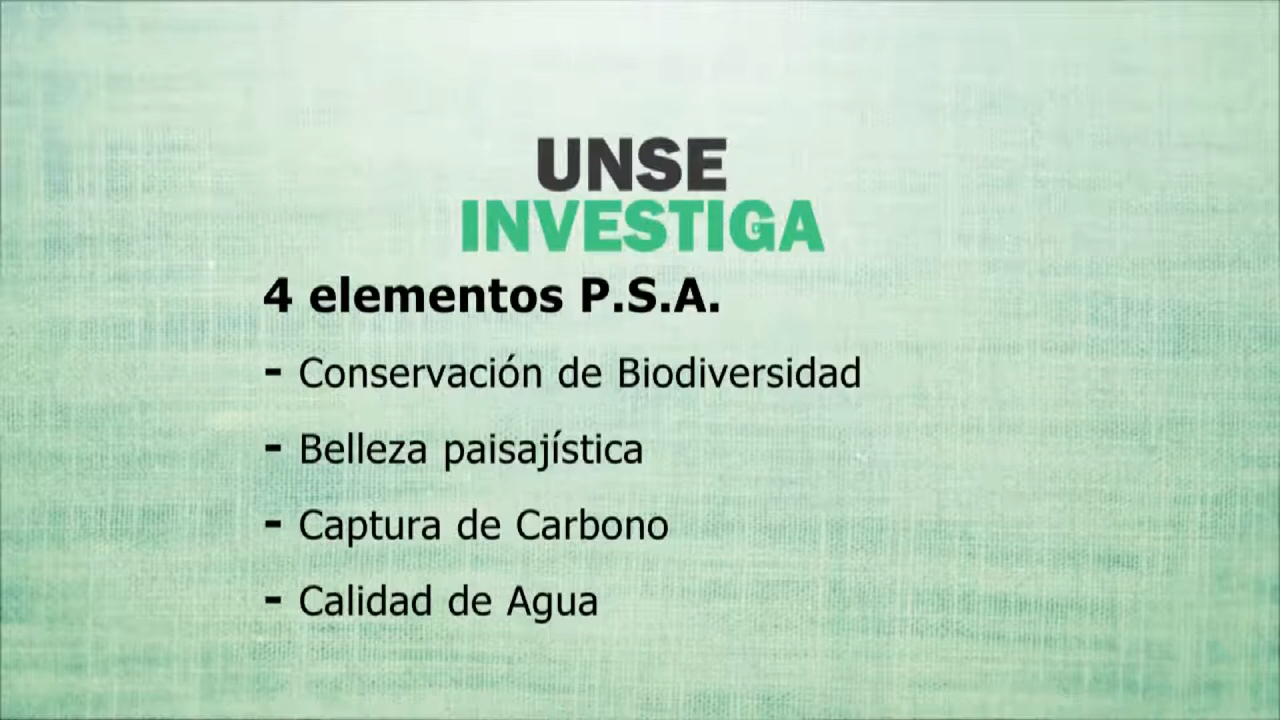 UNSE
INVESTIGA
4 elementos P.S.A.
- Conservación de Biodiversidad
- Belleza paisajística
- Captura de Carbono
- Calidad de Agua